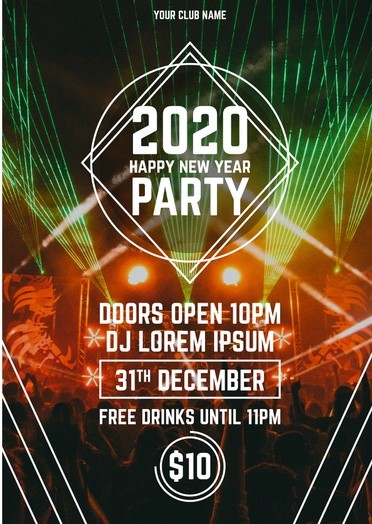 YOUR CLUB NAME
2020
HAPPY NEW YEAR
PARTY
DOORS OPEN 10PM
DJ LOREM IPSUM
31TH DECEMBER
FREE DRINKS UNTIL 11PM
$10